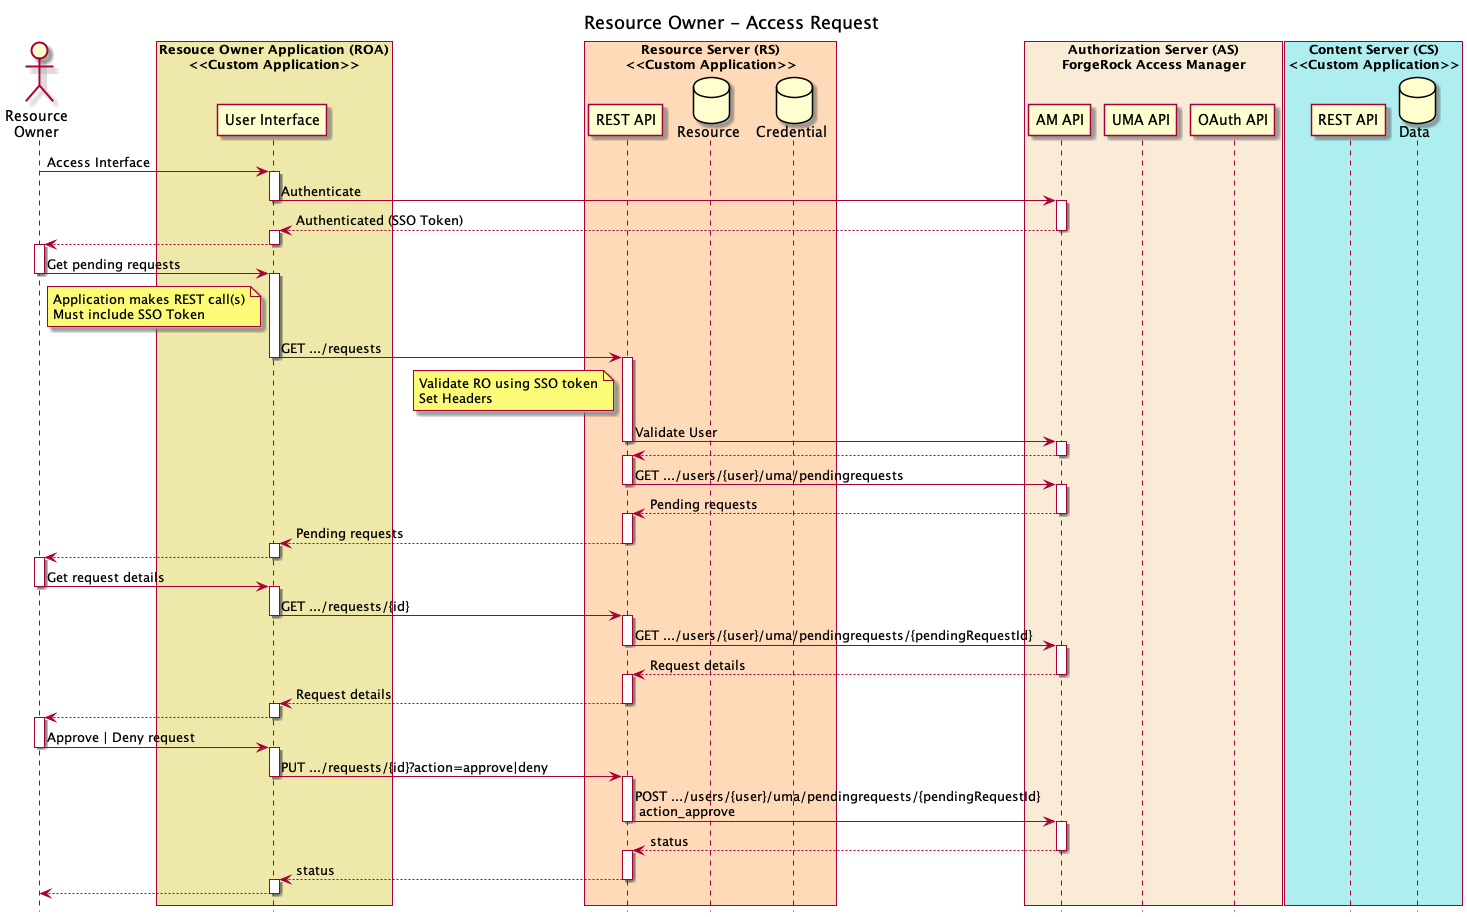 Resource Owner - Access Request
Resouce Owner Application (ROA)
<<Custom Application>>
Resource Server (RS)
<<Custom Application>>
Authorization Server (AS)
ForgeRock Access Manager
Content Server (CS)
<<Custom Application>>
Resource
Owner
User Interface
REST API
Resource
Credential
AM API
UMA API
OAuth API
REST API
Data
Access Interface
Authenticate
Authenticated (SSO Token)
Get pending requests
Application makes REST call(s)
Must include SSO Token
GET .../requests
Validate RO using SSO token
Set Headers
Validate User
GET .../users/{user}/uma/pendingrequests
Pending requests
Pending requests
Get request details
GET .../requests/{id}
GET .../users/{user}/uma/pendingrequests/{pendingRequestId}
Request details
Request details
Approve | Deny request
PUT .../requests/{id}?action=approve|deny
POST .../users/{user}/uma/pendingrequests/{pendingRequestId}
action_approve
status
status